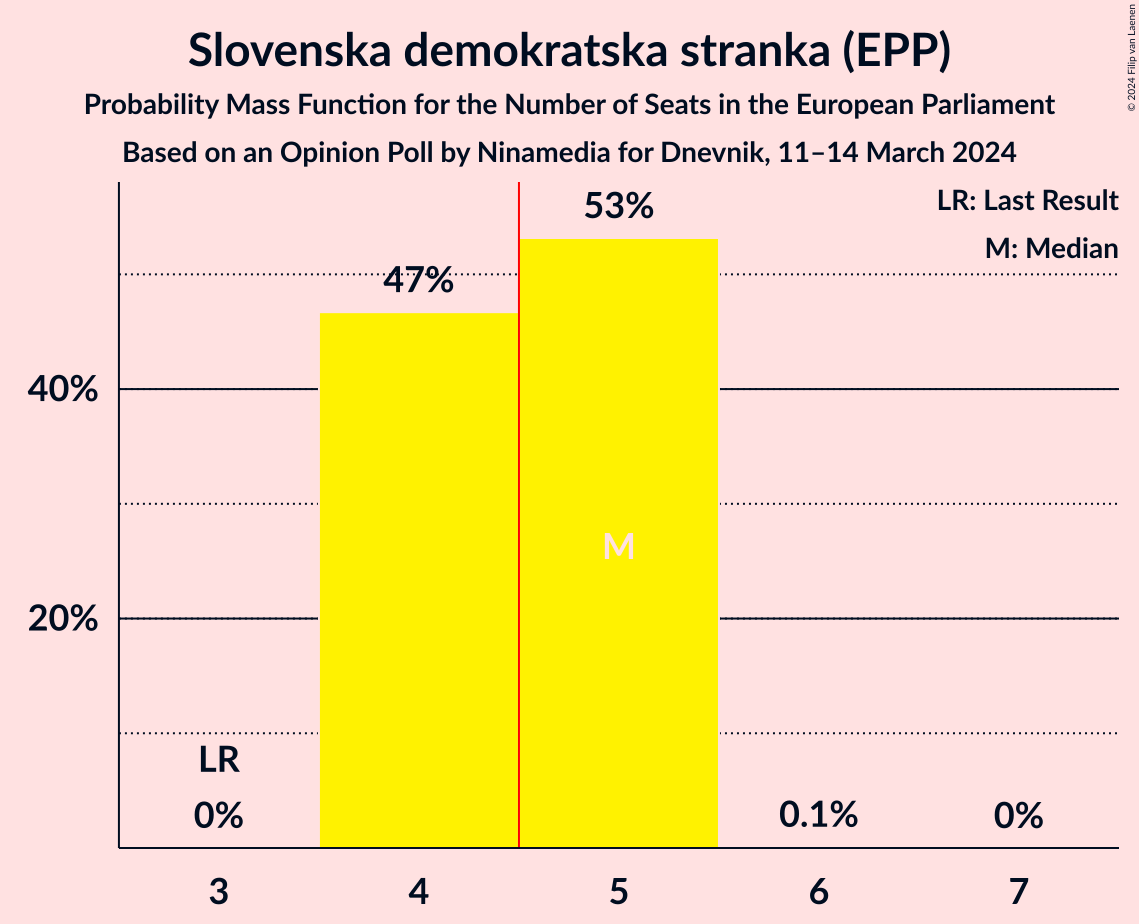 Slovenska demokratska stranka (EPP)
Probability Mass Function for the Number of Seats in the European Parliament
Based on an Opinion Poll by Ninamedia for Dnevnik, 11–14 March 2024
© 2024 Filip van Laenen
LR: Last Result
M: Median
53%
47%
40%
M
20%
LR
0%
0.1%
0%
3
4
5
6
7